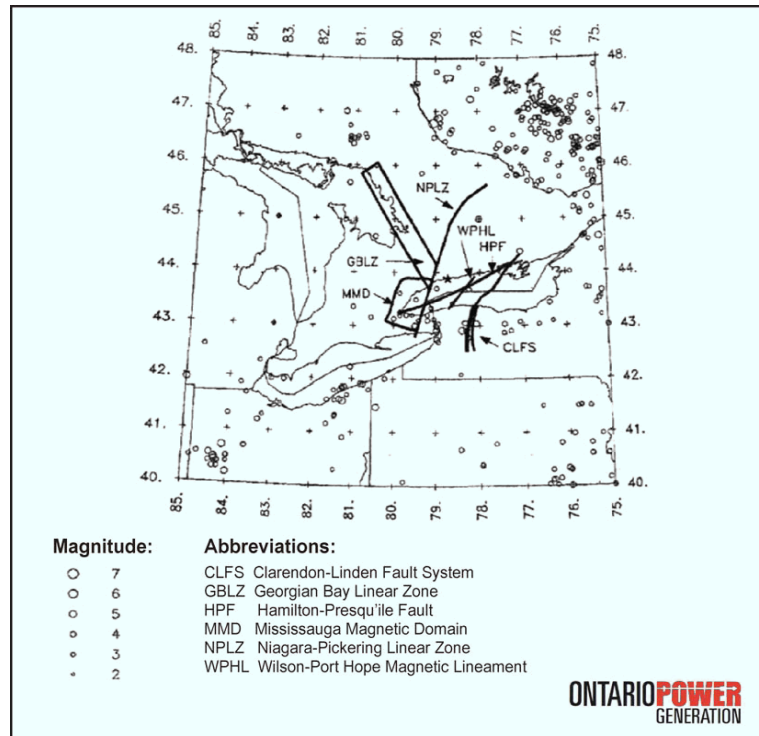 85. 84. 83. 82. 81. 80. 79. 78. 77. 76. 75.
48. 48.
47. 47.
46. 46.
45. 45.
44. 44.
43. 43.
42. 42.
41. 41.
40. 40.
NPLZ
WPHL
HPF
GBLZ
MMD
CLFS
85. 84. 83. 82. 81. 80. 79. 78. 77. 76. 75.
Magnitude:
7
6
5
4
3
2
Abbreviations:
CLFS Clarendon-Linden Fault System
GBLZ Georgian Bay Linear Zone
HPF Hamilton-Presqu'ile Fault
MMD Mississauga Magnetic Domain
NPLZ Niagara-Pickering Linear Zone
WPHL Wilson-Port Hope Magnetic Lineament
ONTARIOPOWER
GENERATION